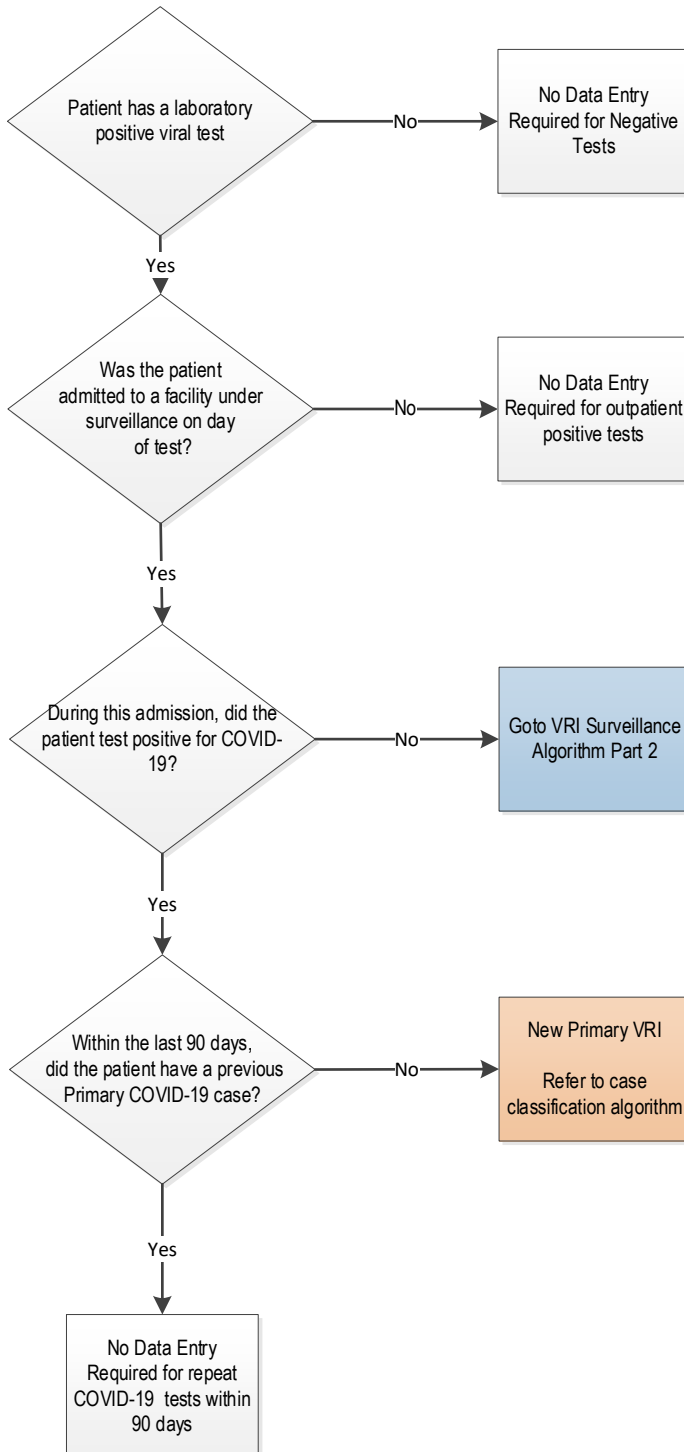 Patient has a laboratory
positive viral test
No
No Data Entry
Required for Negative
Tests
Yes
Was the patient
admitted to a facility under
surveillance on day
of test?
No
No Data Entry
Required for outpatient
positive tests
Yes
During this admission, did the
patient test positive for COVID-
19?
No
Goto VRI Surveillance
Algorithm Part 2
Yes
Within the last 90 days,
did the patient have a previous
Primary COVID-19 case?
No
New Primary VRI
Refer to case
classification algorithm
Yes
No Data Entry
Required for repeat
COVID-19 tests within
90 days